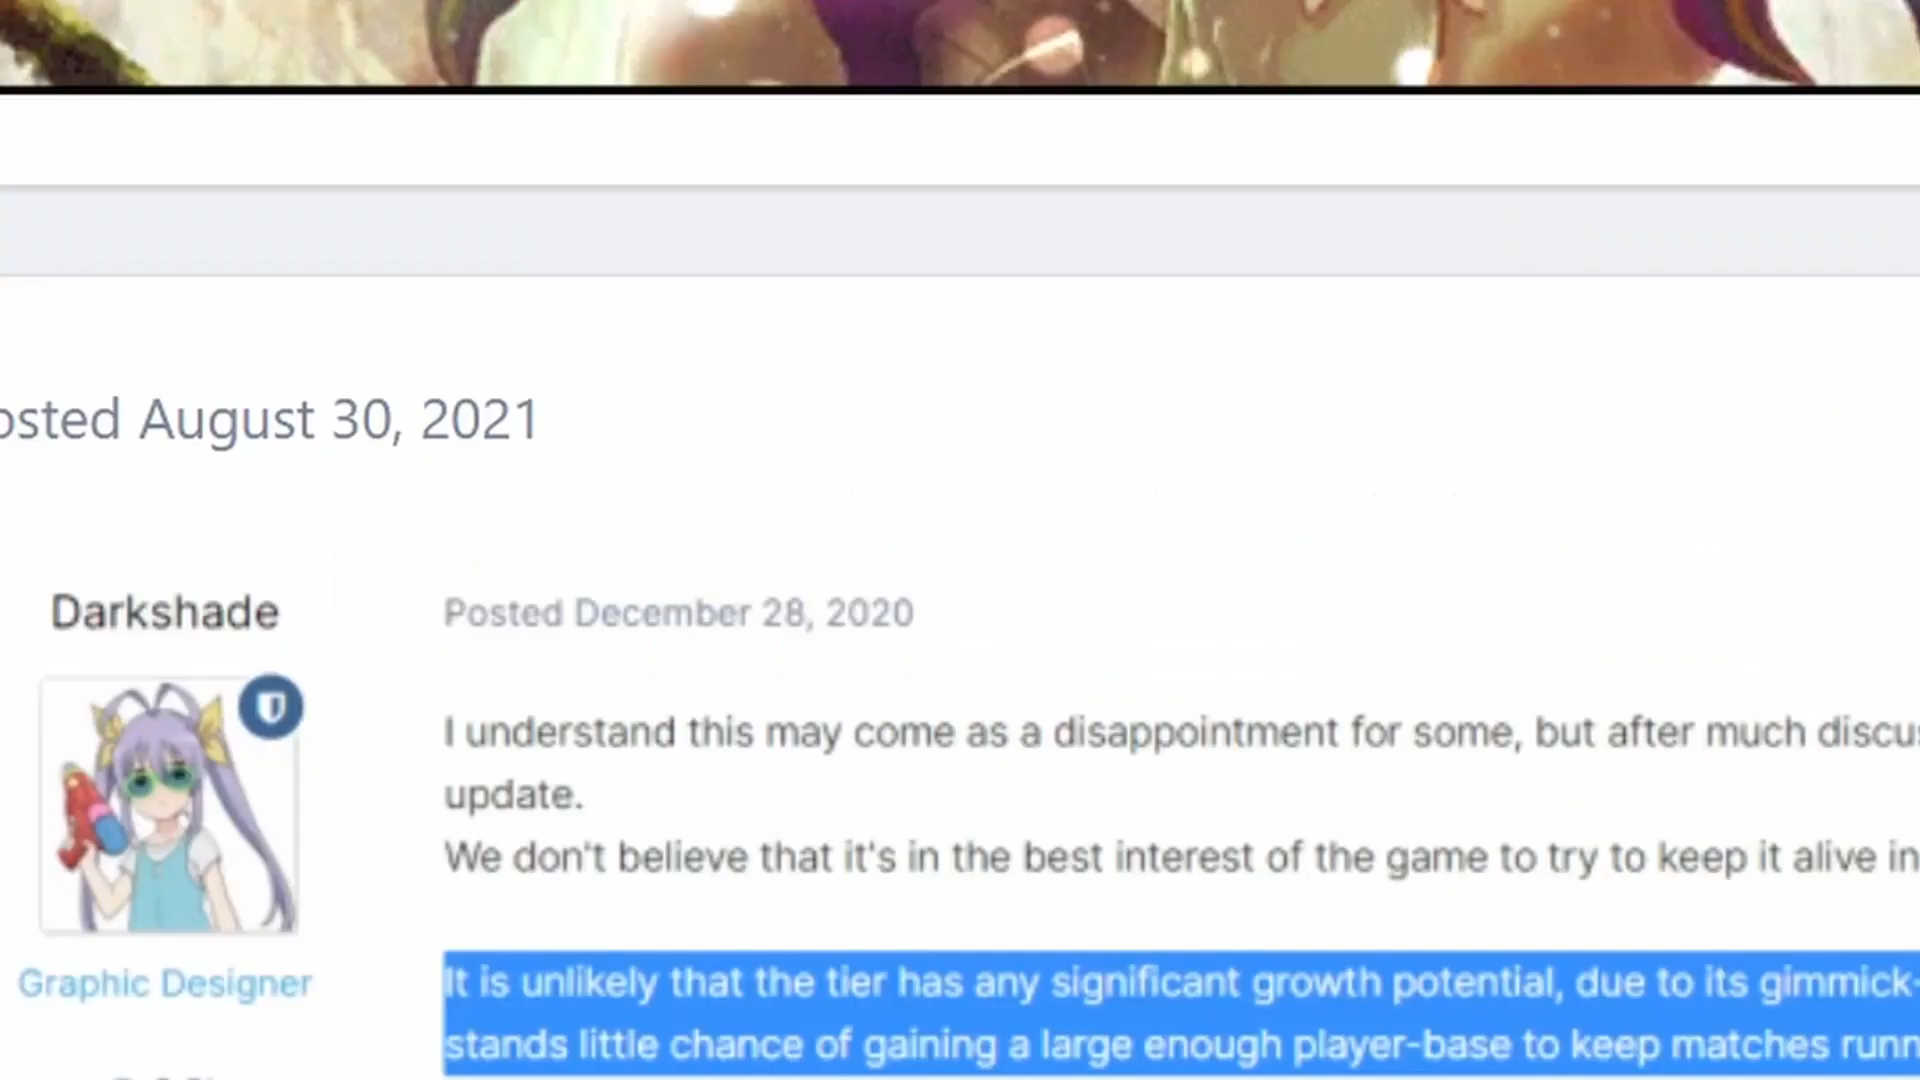 osted August 30, 2021
Darkshade
Posted December 28, 2020
I understand this may come as a disappointment for some, but after much discus
update.
We don't believe that it's in the best interest of the game to try to keep it alive in
Graphic Designer
It is unlikely that the tier has any significant growth potential, due to its gimmick-
stands little chance of gaining a large enough player-base to keep matches runn